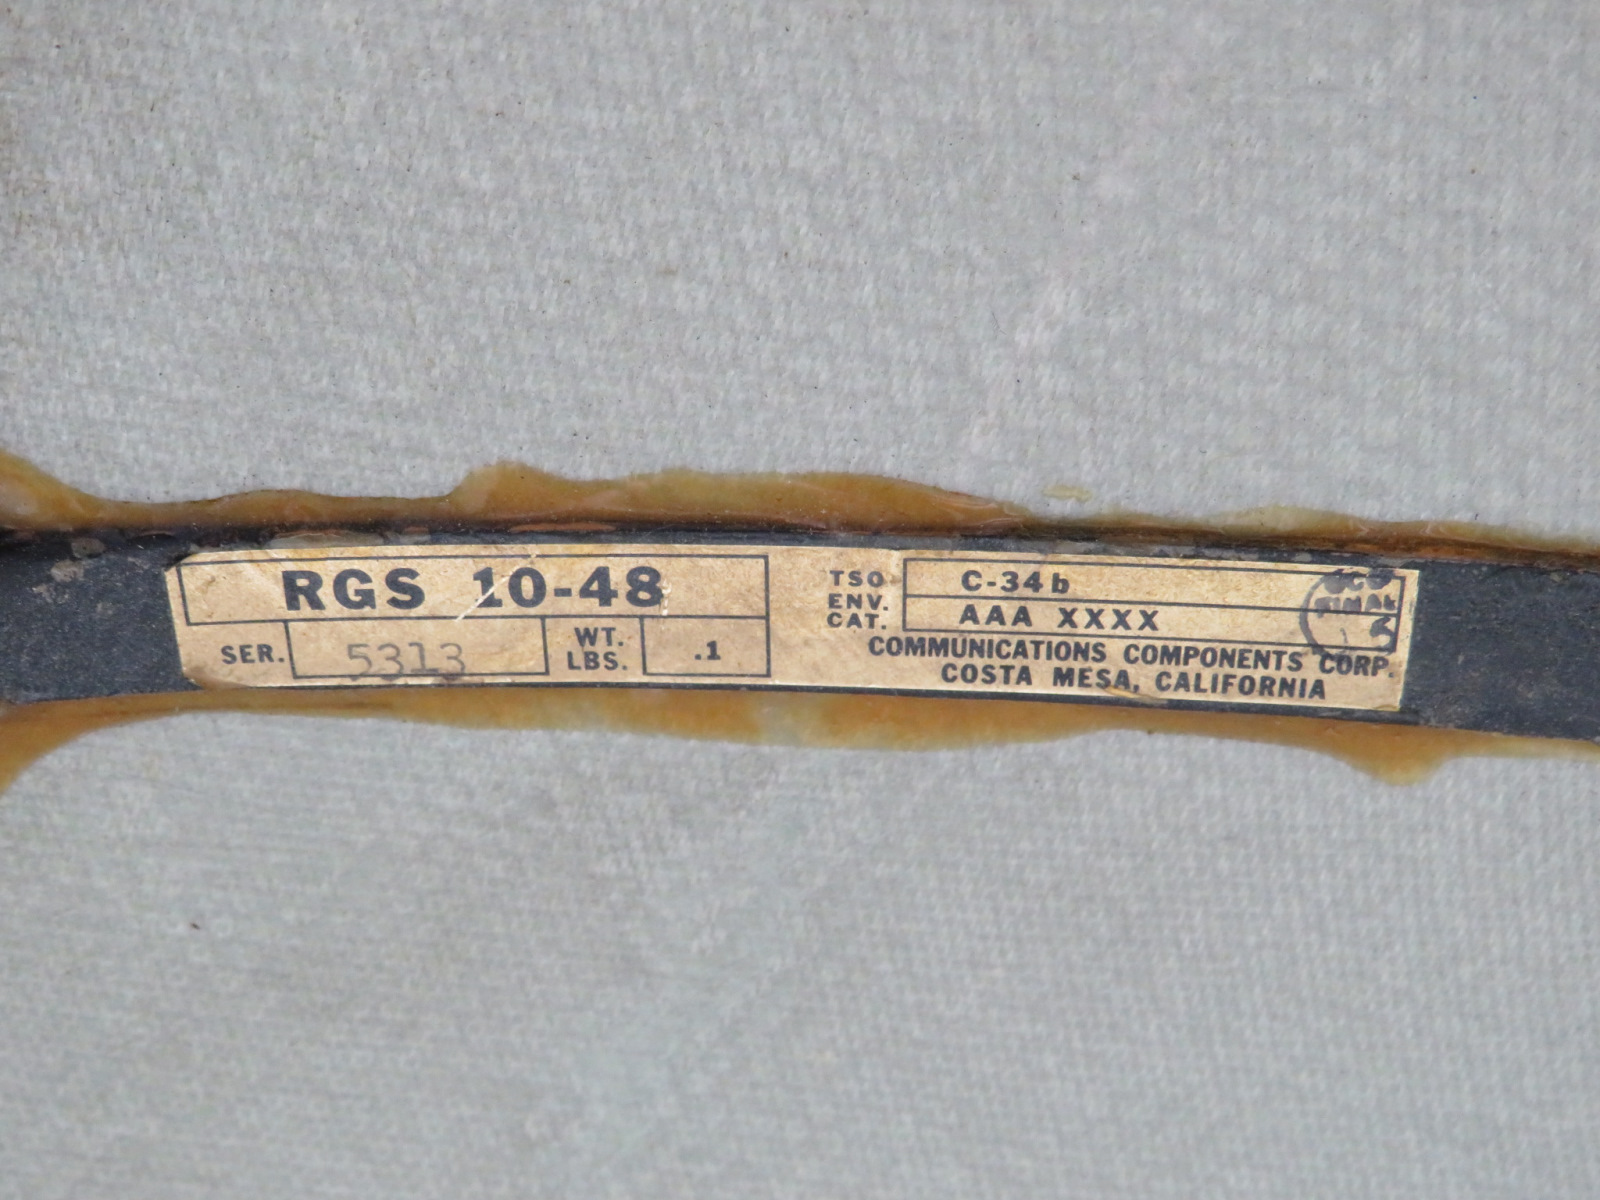 RGS 10-48
SER. 5313 WT. LBS. .1
TSO C-34b
ENV. CAT. AAA XXXX
COMMUNICATIONS COMPONENTS CORP.
COSTA MESA, CALIFORNIA